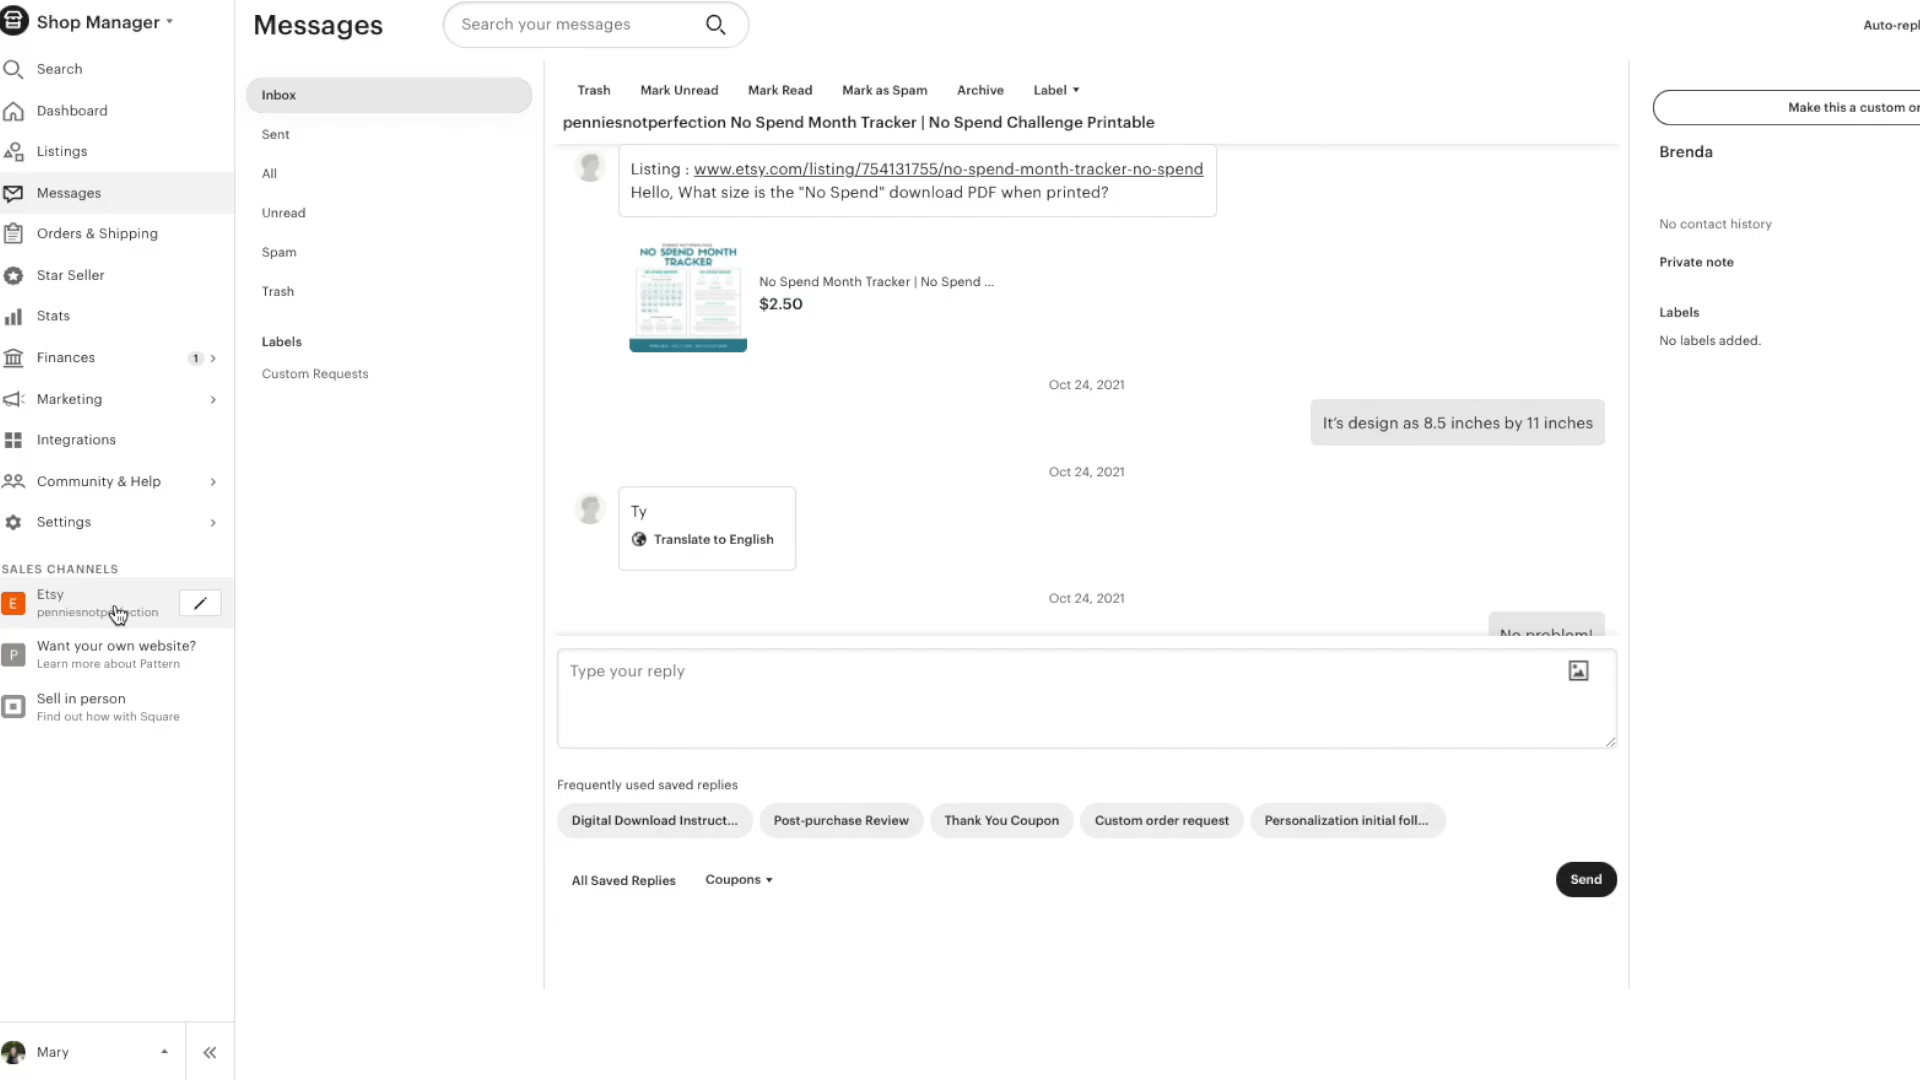 Shop Manager
Search
Dashboard
Listings
Messages
Orders & Shipping
Star Seller
Stats
Finances
1
Marketing
Integrations
Community & Help
Settings
SALES CHANNELS
E
Etsy
penniesnotperfection
P
Want your own website?
Learn more about Pattern
Sell in person
Find out how with Square
Mary
Messages
Search your messages
Auto-repl
Inbox
Sent
All
Unread
Spam
Trash
Labels
Custom Requests
Trash
Mark Unread
Mark Read
Mark as Spam
Archive
Label
penniesnotperfection No Spend Month Tracker | No Spend Challenge Printable
Listing : www.etsy.com/listing/754131755/no-spend-month-tracker-no-spend
Hello, What size is the "No Spend" download PDF when printed?
NO SPEND MONTH
TRACKER
No Spend Month Tracker | No Spend ...
$2.50
Oct 24, 2021
It's design as 8.5 inches by 11 inches
Oct 24, 2021
Ty
Translate to English
Oct 24, 2021
No problem!
Type your reply
Frequently used saved replies
Digital Download Instruct...
Post-purchase Review
Thank You Coupon
Custom order request
Personalization initial foll...
All Saved Replies
Coupons
Send
Make this a custom or
Brenda
No contact history
Private note
Labels
No labels added.